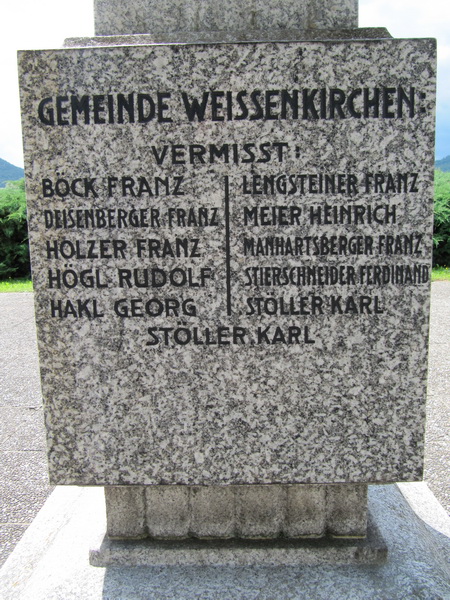 GEMEINDE WEISSENKIRCHEN:
VERMISST:
BÖCK FRANZ
DEISENBERGER FRANZ
HOLZER FRANZ
HÖGL RUDOLF
HAKL GEORG
LENGSTEINER FRANZ
MEIER HEINRICH
MANHARTSBERGER FRANZ
STIERSCHNEIDER FERDINAND
STÖLLER KARL
STÖLLER KARL